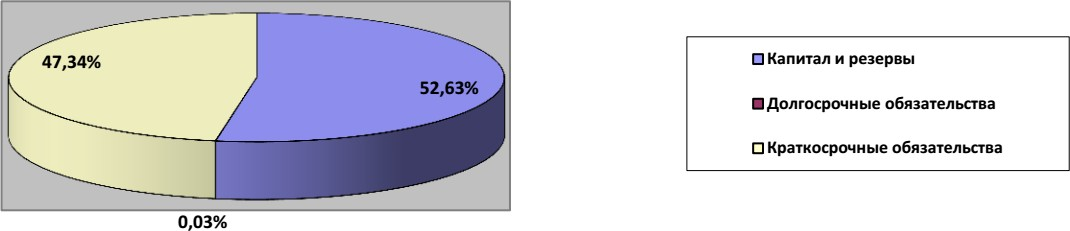 47,34%
52,63%
0,03%
Капитал и резервы
Долгосрочные обязательства
Краткосрочные обязательства